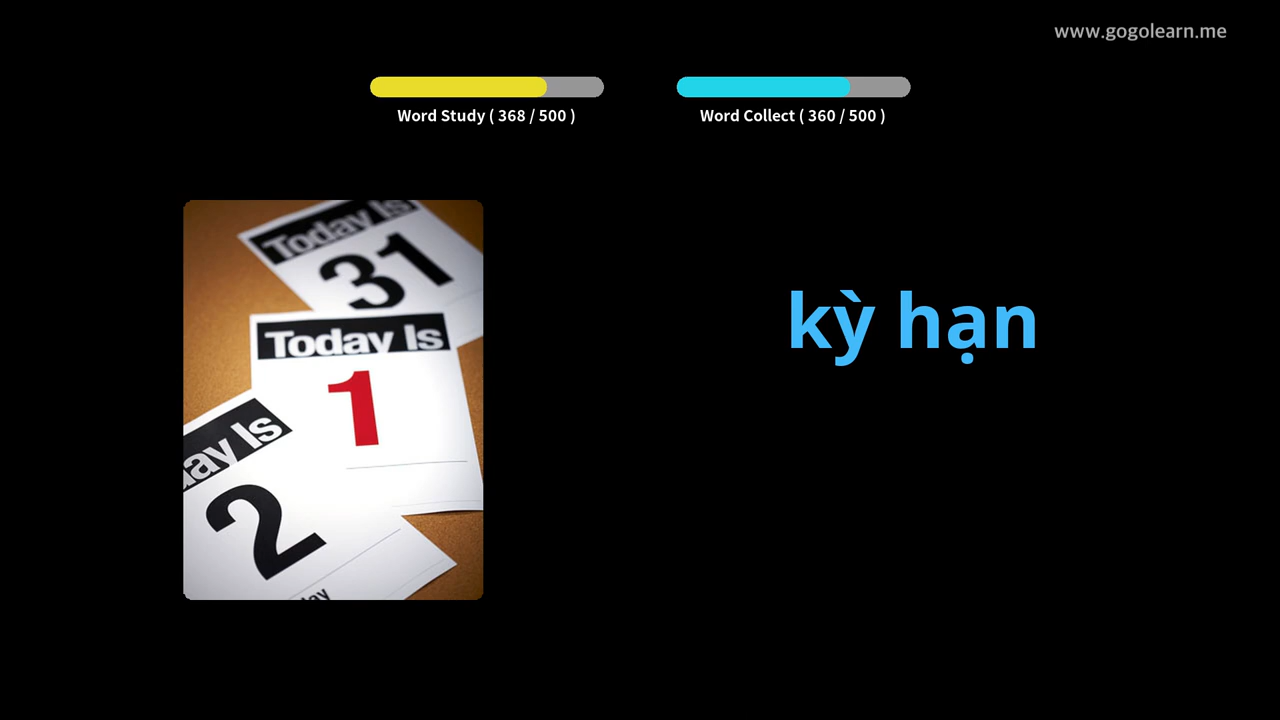 www.gogolearn.me
Word Study ( 368 / 500 )
Word Collect ( 360 / 500 )
Today Is
31
Today Is
1
ay Is
2
ay
kỳ hạn